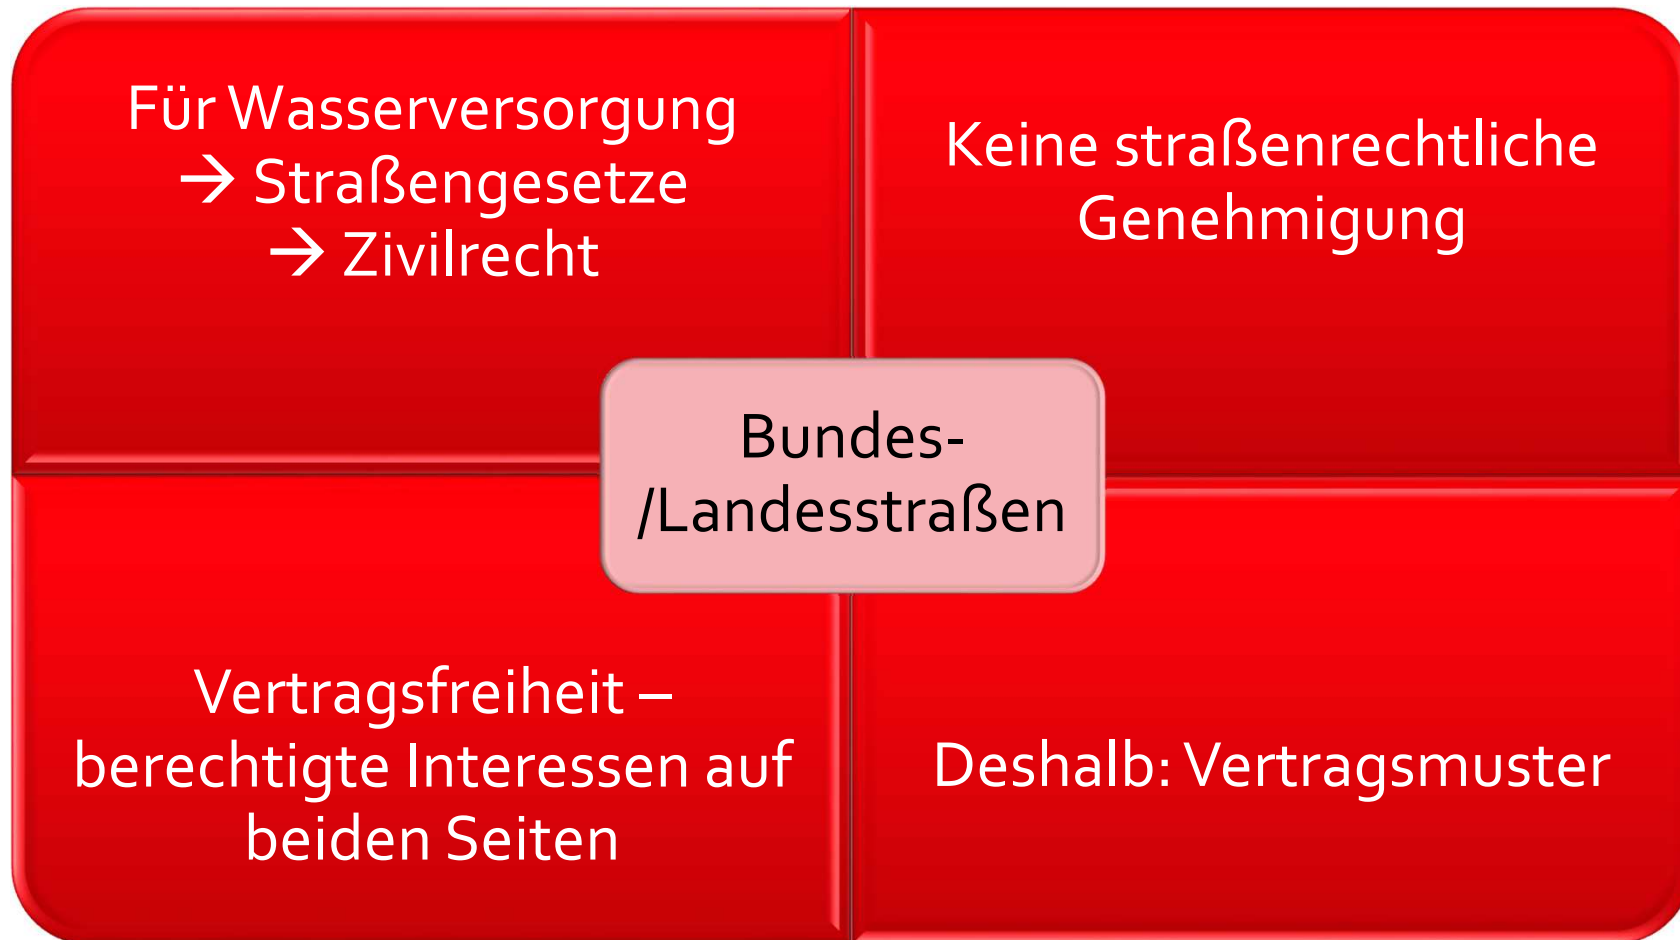 Für Wasserversorgung
→ Straßengesetze
→ Zivilrecht
Keine straßenrechtliche
Genehmigung
Bundes-
/Landesstraßen
Vertragsfreiheit –
berechtigte Interessen auf
beiden Seiten
Deshalb: Vertragsmuster